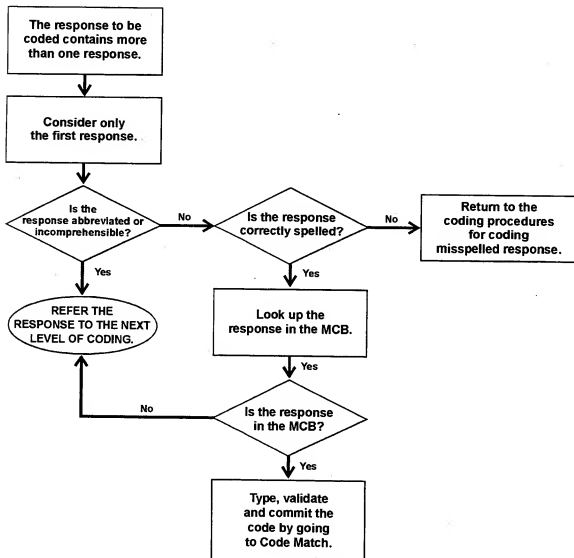 The response to be
coded contains more
than one response.
Consider only
the first response.
Is the
response abbreviated or
incomprehensible?
No
Is the response
correctly spelled?
No
Return to the
coding procedures
for coding
misspelled response.
Yes
Yes
REFER THE
RESPONSE TO THE NEXT
LEVEL OF CODING.
Look up the
response in the MCB.
Yes
No
Is the response
in the MCB?
Yes
Type, validate
and commit the
code by going
to Code Match.